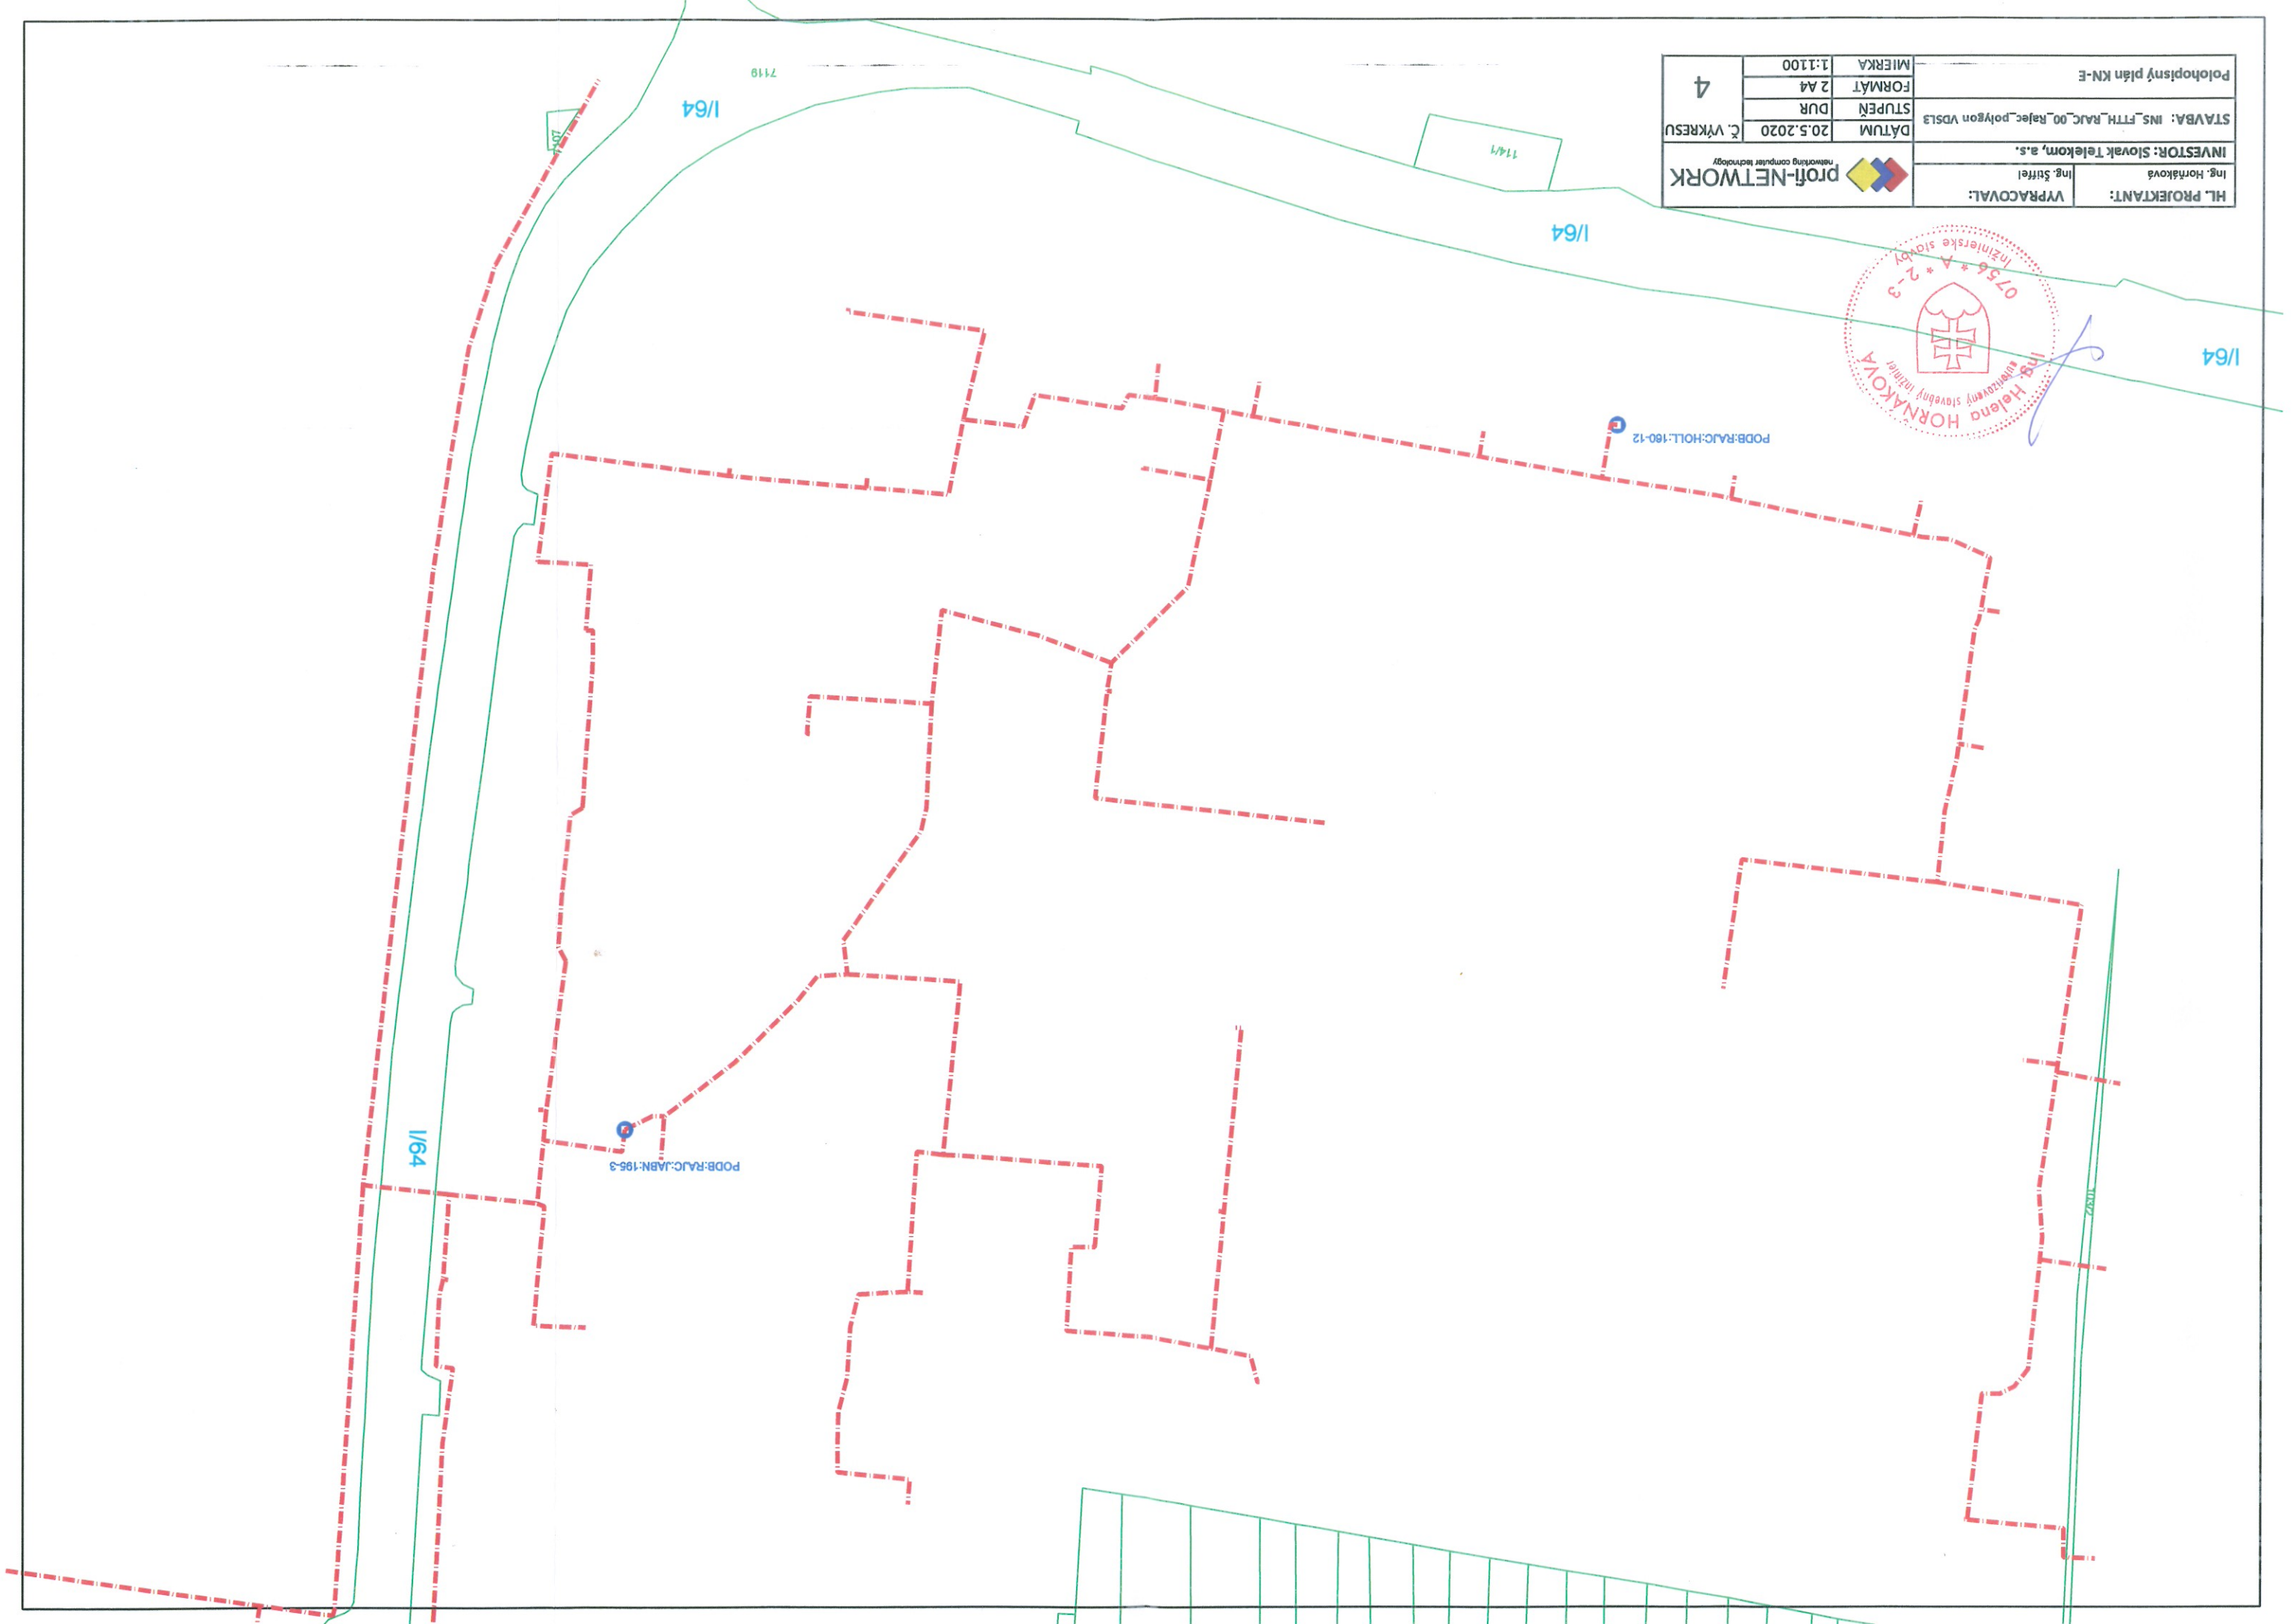 HL. PROJEKTANT:
Ing. Horňáková
VYPRACOVAL:
Ing. Štiffel
profi-NETWORK
networking computer technology
INVESTOR: Slovak Telekom, a.s.
STAVBA: INS_FTTH_RAJC_00_Rajec_polygon VDSL3
DÁTUM 20.5.2020
STUPEŇ DUR
FORMÁT 2 A4
MIERKA 1:1100
Č. VÝKRESU
4
Polohopisný plán KN-E
Ing. Helena HORŇÁKOVÁ
autorizovaný stavebný inžinier
0756 * A * 2-3
Inžinierske stavby
I/64
I/64
I/64
I/64
7119
114/1
PODB:RAJC:HOLL:160-12
PODB:RAJC:JABN:195-3